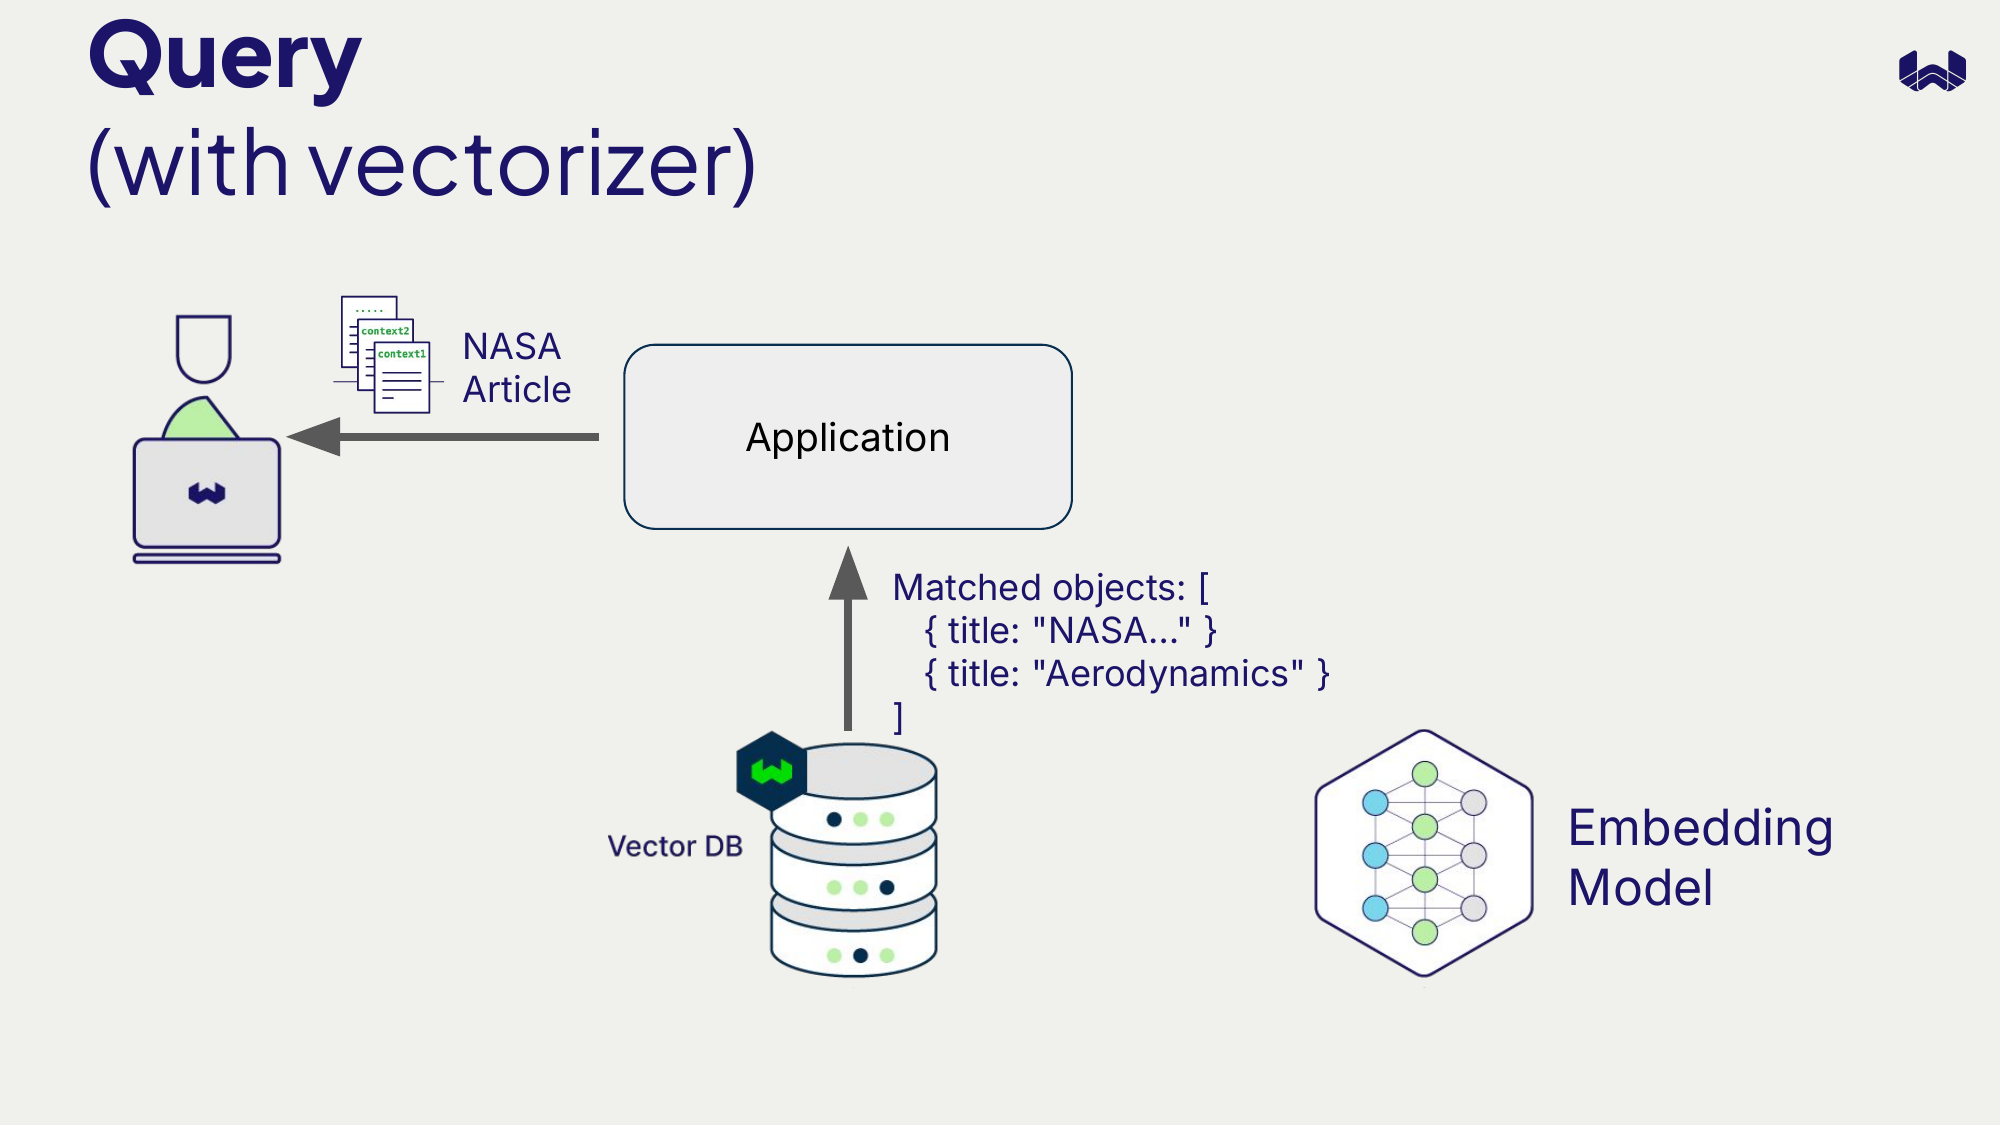 Query
(with vectorizer)
.....
context2
context1
NASA
Article
Application
Matched objects: [
{ title: "NASA..." }
{ title: "Aerodynamics" }
]
Vector DB
Embedding
Model